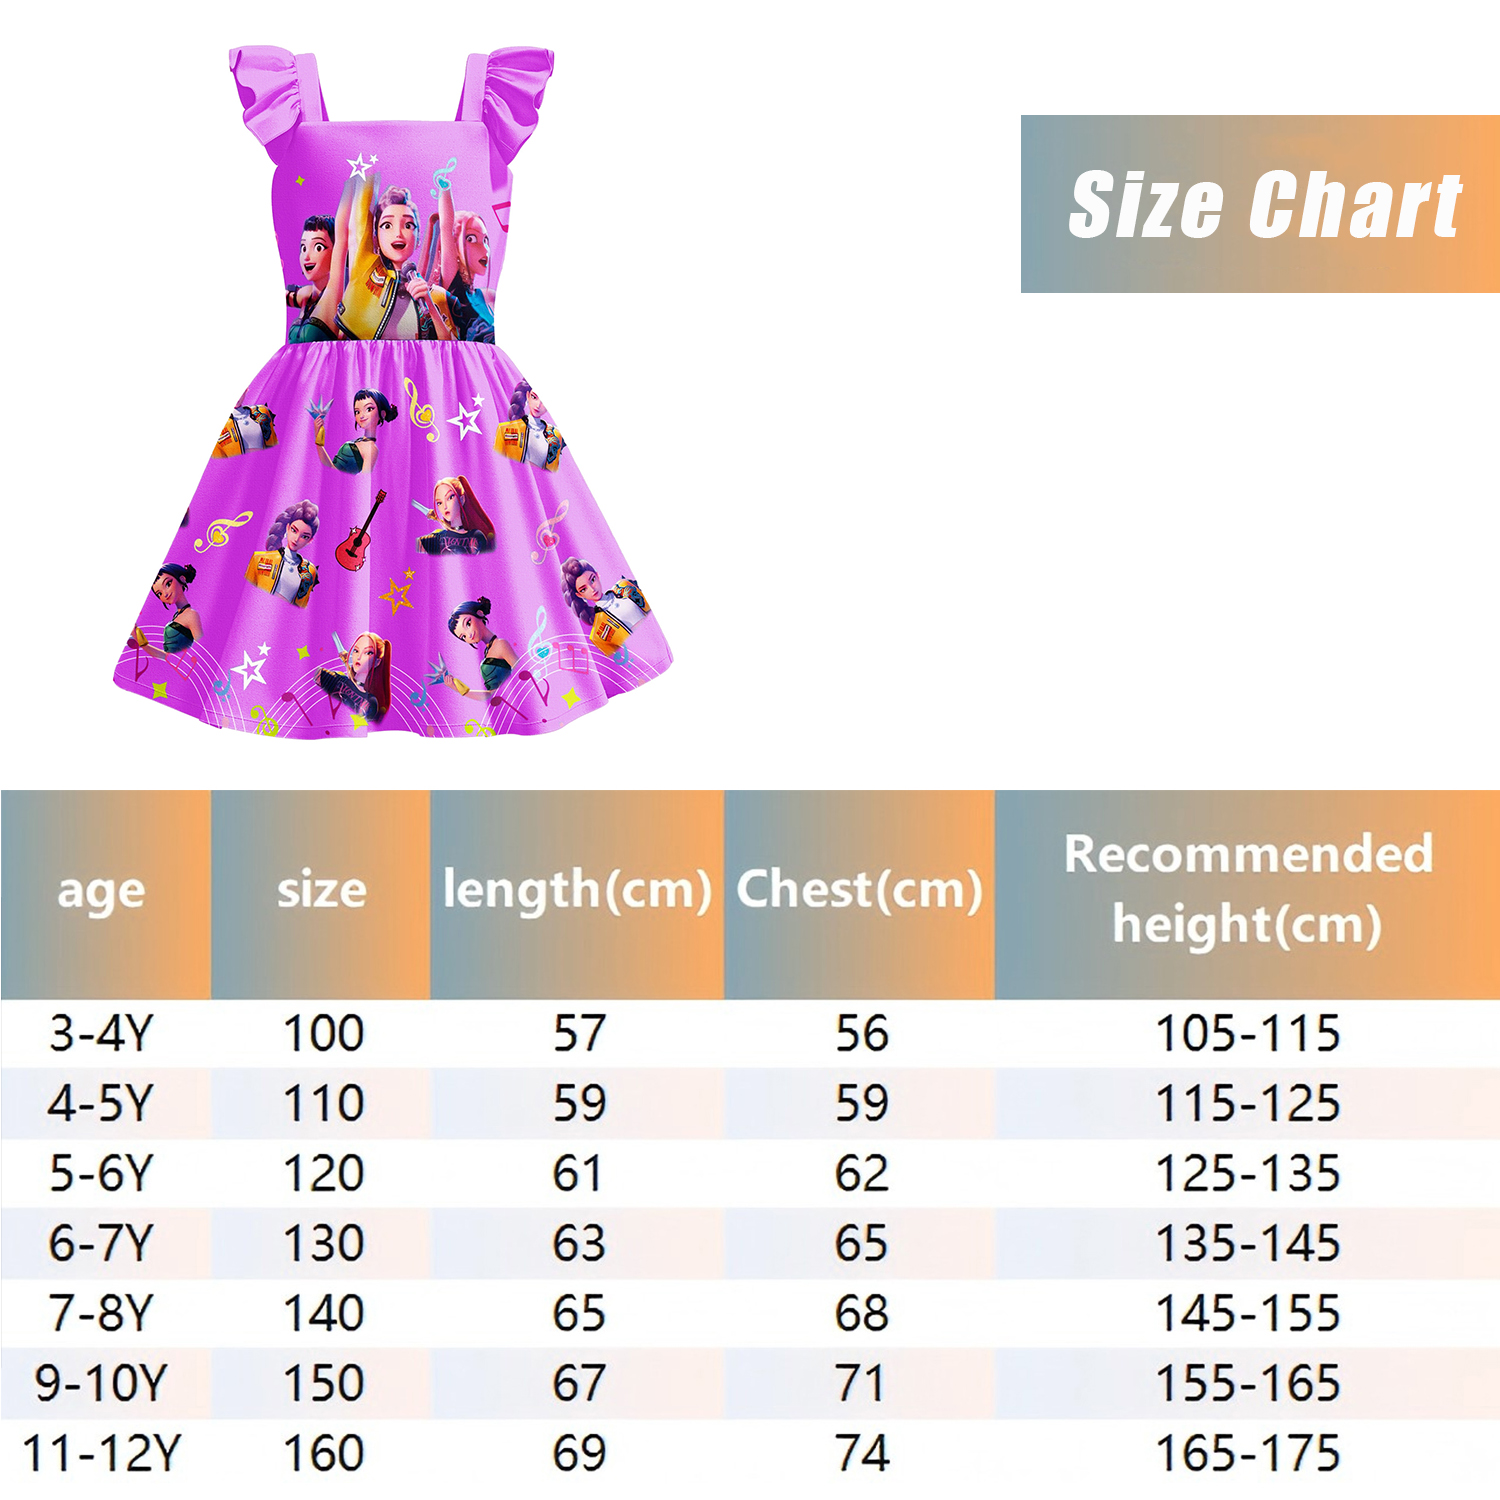 Size Chart
age size length(cm) Chest(cm) Recommended height(cm)
3-4Y 100 57 56 105-115
4-5Y 110 59 59 115-125
5-6Y 120 61 62 125-135
6-7Y 130 63 65 135-145
7-8Y 140 65 68 145-155
9-10Y 150 67 71 155-165
11-12Y 160 69 74 165-175